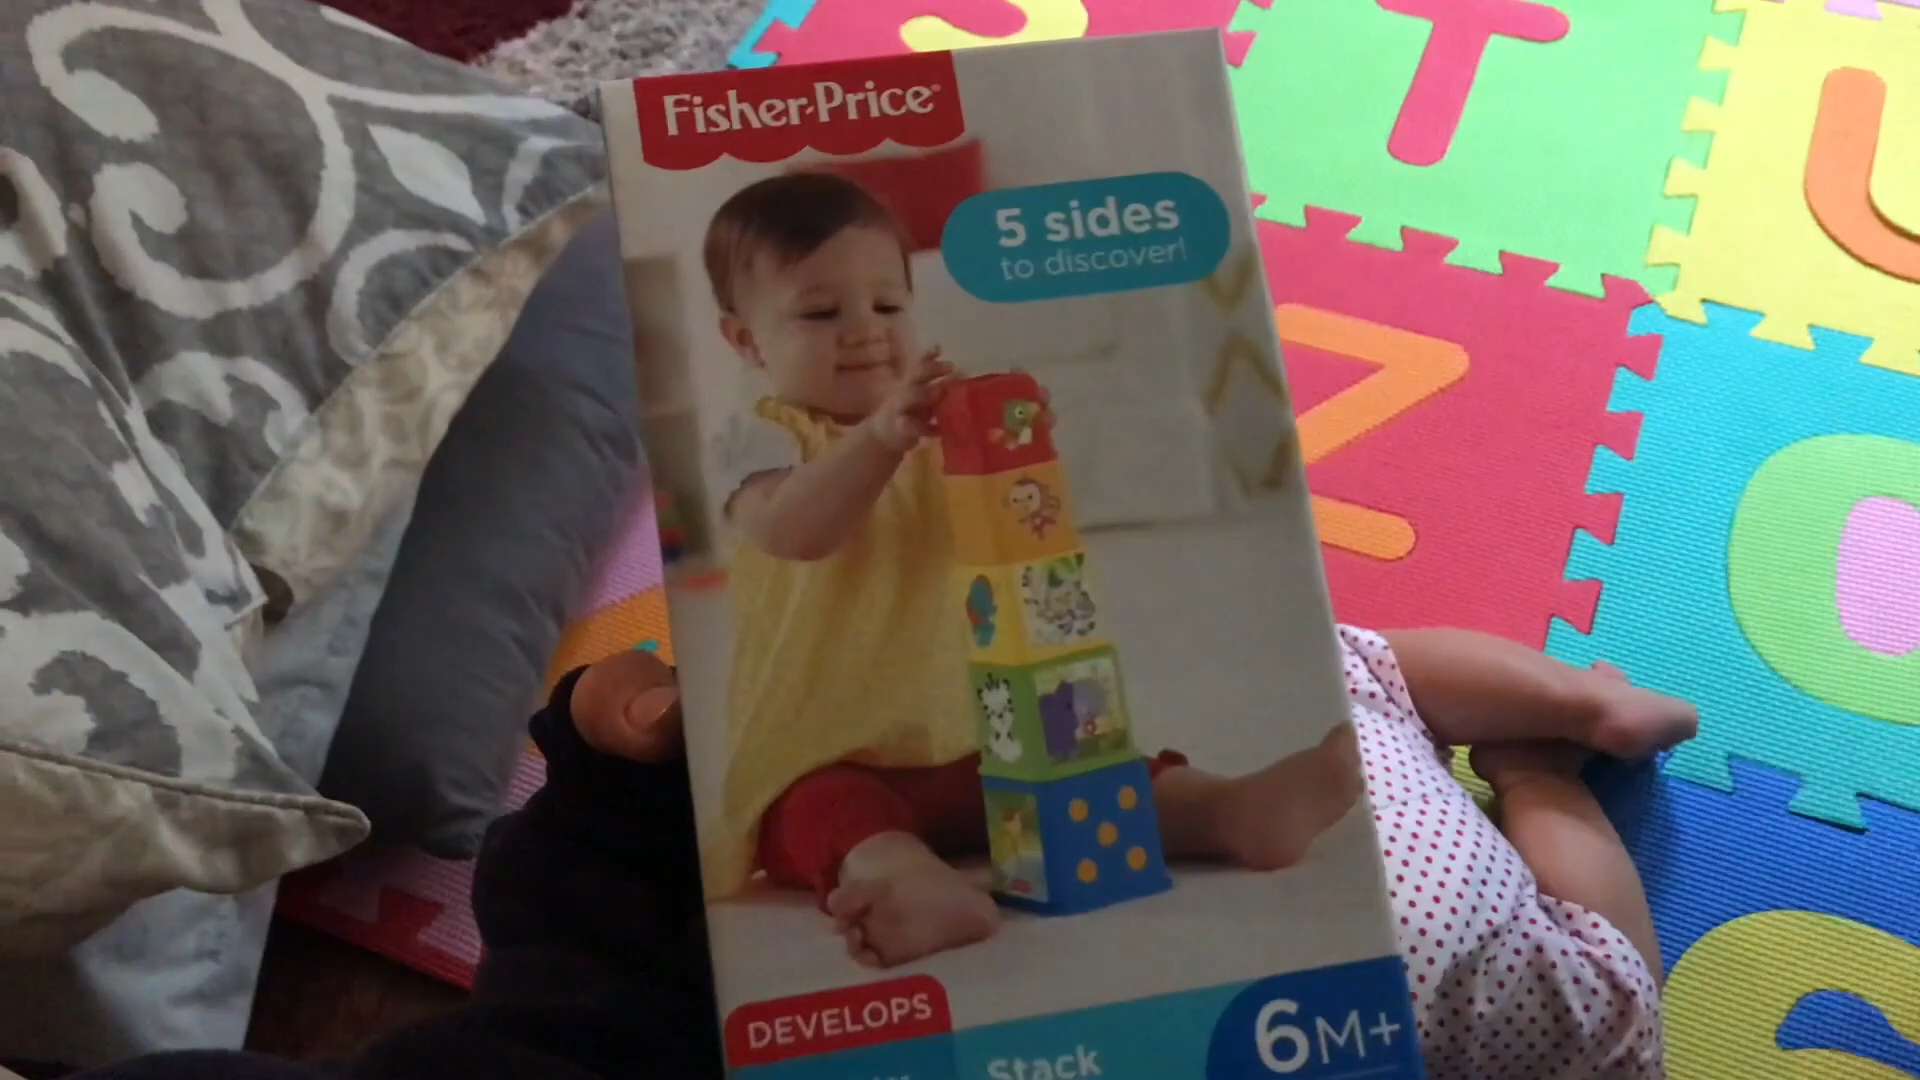 Fisher-Price
5 sides
to discover!
DEVELOPS
Stack
6M+
S
T
U
Z